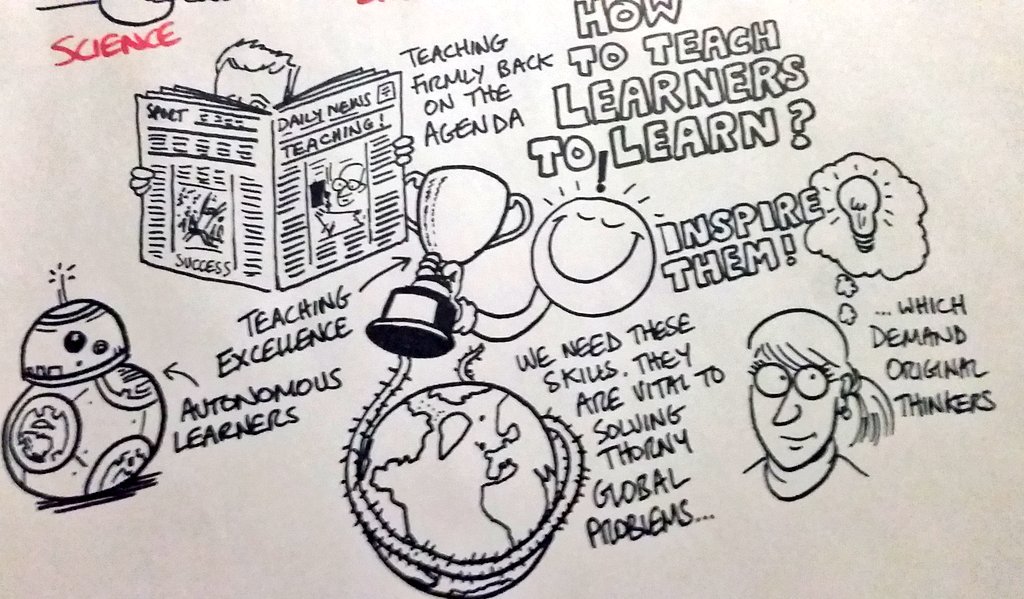 SCIENCE
SPORT
DAILY NEWS
TEACHING!
SUCCESS
TEACHING
FIRMLY BACK
ON THE
AGENDA
HOW
TO TEACH
LEARNERS
TO LEARN?
INSPIRE
THEM!
TEACHING
EXCELLENCE
AUTONOMOUS
LEARNERS
WE NEED THESE
SKILLS. THEY
ARE VITAL TO
SOLVING
THORNY
GLOBAL
PROBLEMS...
...WHICH
DEMAND
ORIGINAL
THINKERS